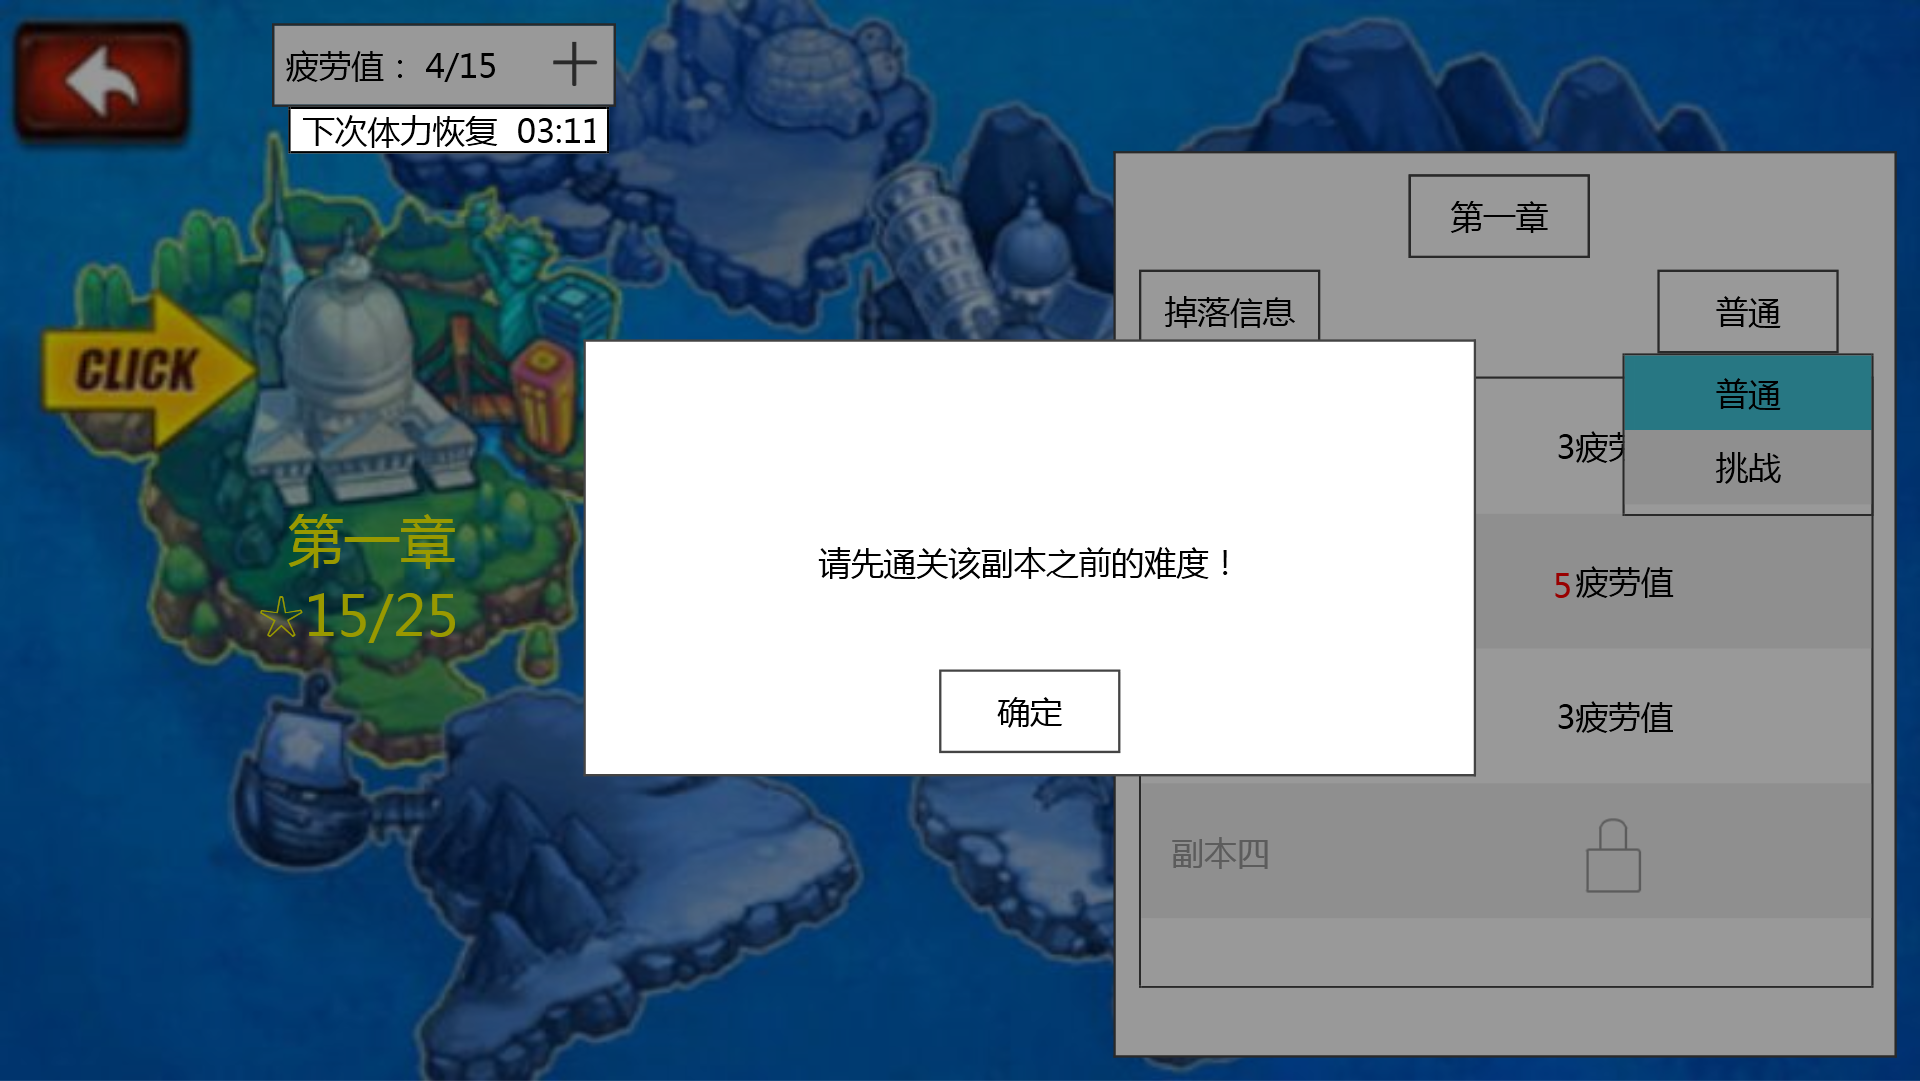 疲劳值： 4/15
下次体力恢复 03:11
第一章
掉落信息
普通
普通
挑战
CLICK
3疲劳
第一章
☆15/25
请先通关该副本之前的难度！
5疲劳值
确定
3疲劳值
副本四